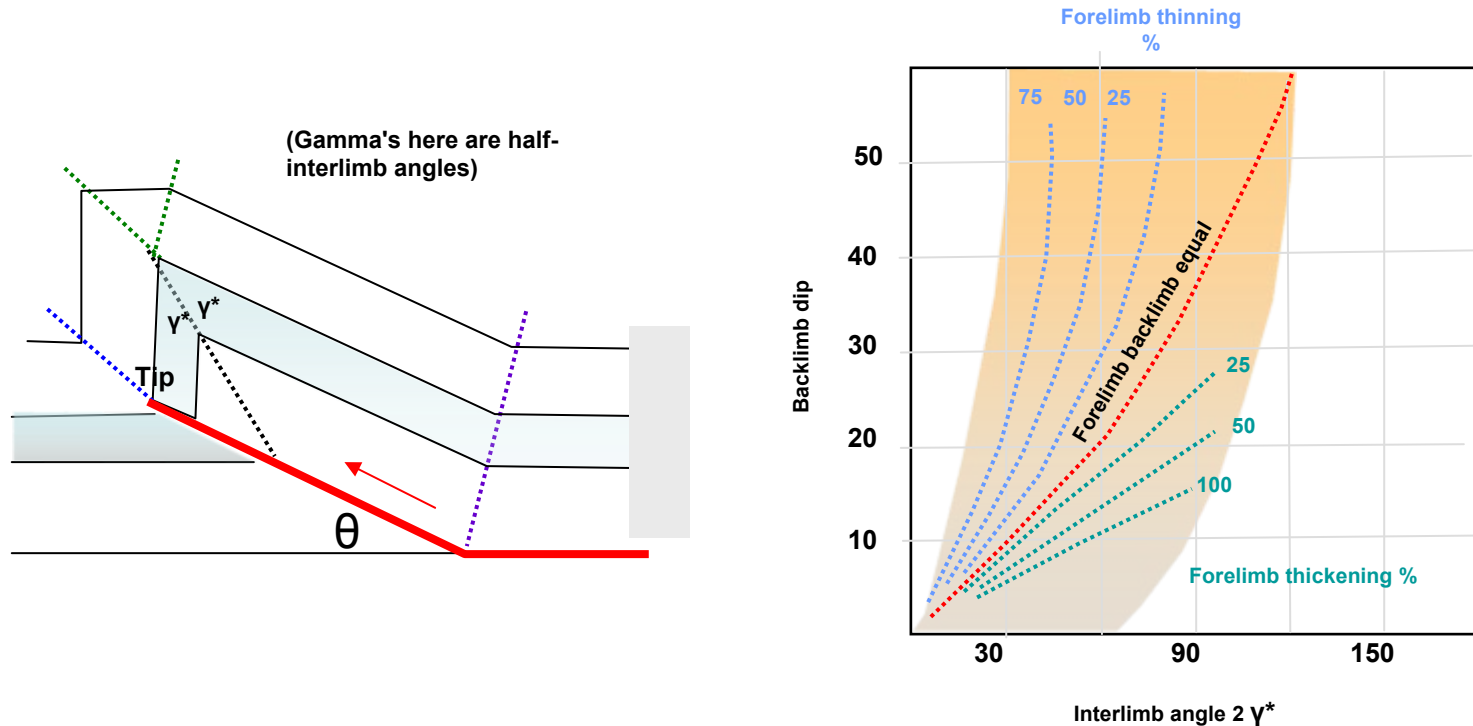 (Gamma's here are half-
interlimb angles)
γ*
γ*
Tip
θ
Forelimb thinning
%
75 50 25
50
40
30
20
10
Backlimb dip
Forelimb backlimb equal
25
50
100
Forelimb thickening %
30 90 150
Interlimb angle 2 γ*